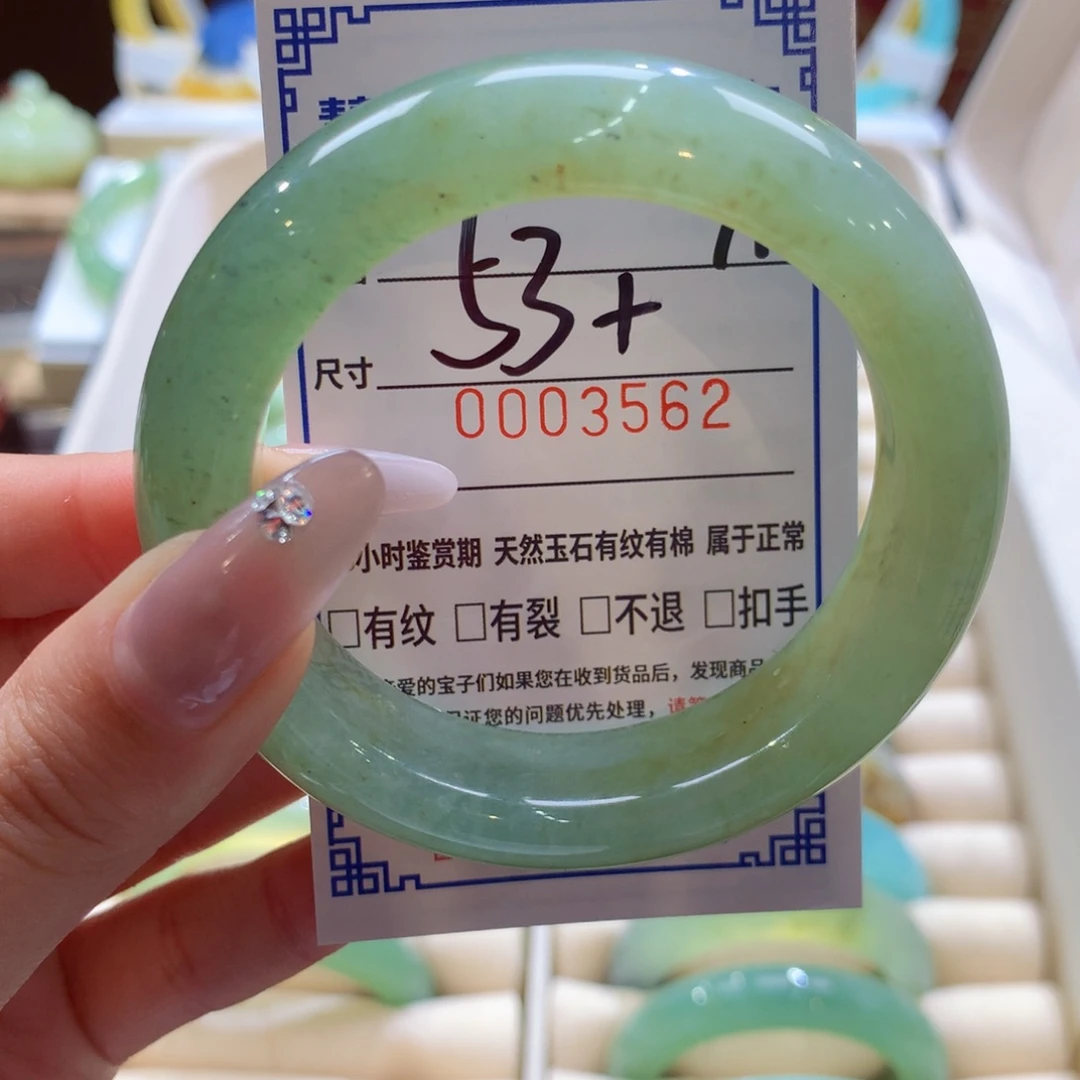 53+
尺寸
0003562
小时鉴赏期 天然玉石有纹有棉 属于正常
□有纹 □有裂 □不退 □扣手
爱的宝子们如果您在收到货品后，发现商品
证您的问题优先处理，请